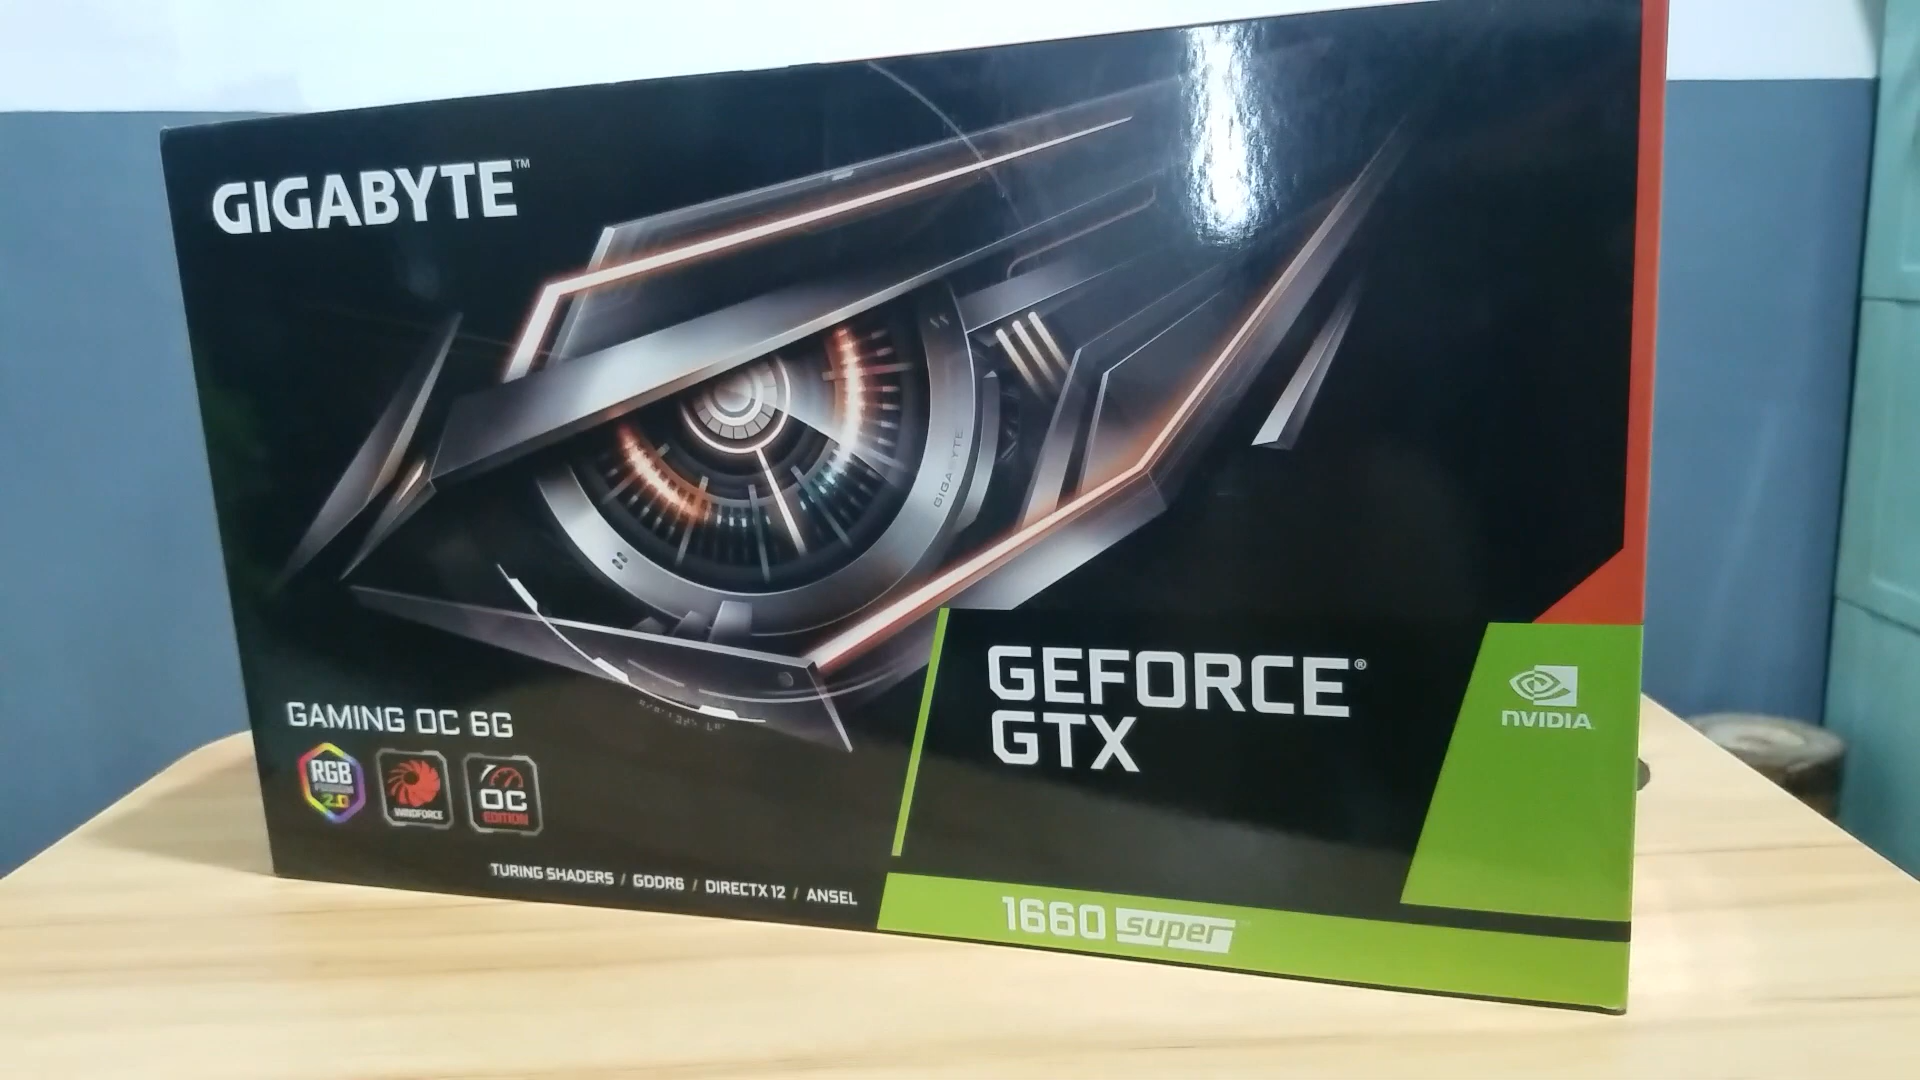 GIGABYTE™
GIGABYTE
GEFORCE®
GTX
NVIDIA
GAMING OC 6G
RGB
FUSION
2.0
WINDFORCE
OC
EDITION
TURING SHADERS / GDDR6 / DIRECTX 12 / ANSEL
1660 SUPER